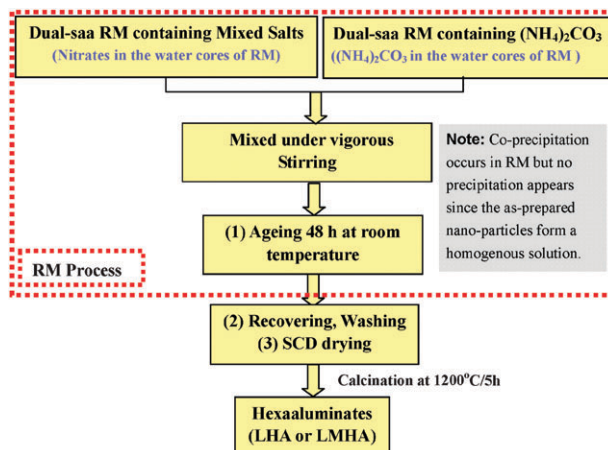 Dual-saa RM containing Mixed Salts
(Nitrates in the water cores of RM)
Dual-saa RM containing (NH₄)₂CO₃
((NH₄)₂CO₃ in the water cores of RM )
Mixed under vigorous
Stirring
Note: Co-precipitation
occurs in RM but no
precipitation appears
since the as-prepared
nano-particles form a
homogenous solution.
(1) Ageing 48 h at room
temperature
RM Process
(2) Recovering, Washing
(3) SCD drying
Calcination at 1200°C/5h
Hexaaluminates
(LHA or LMHA)